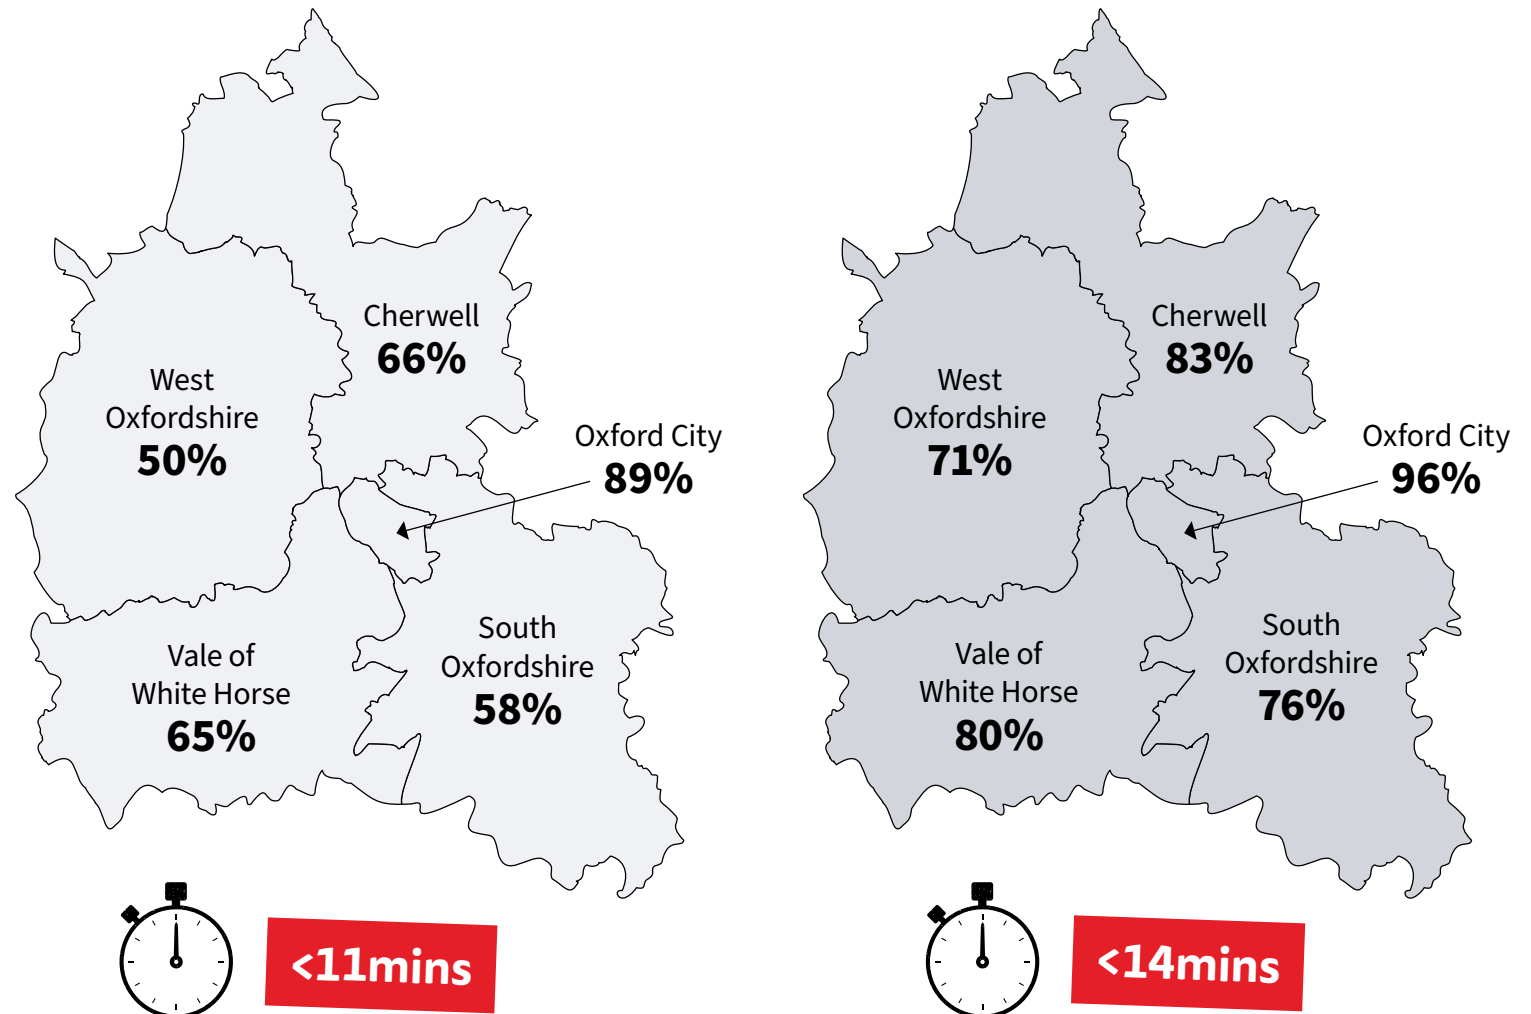 Cherwell
66%
West
Oxfordshire
50%
Oxford City
89%
South
Oxfordshire
58%
Vale of
White Horse
65%
<11mins
Cherwell
83%
West
Oxfordshire
71%
Oxford City
96%
South
Oxfordshire
76%
Vale of
White Horse
80%
<14mins